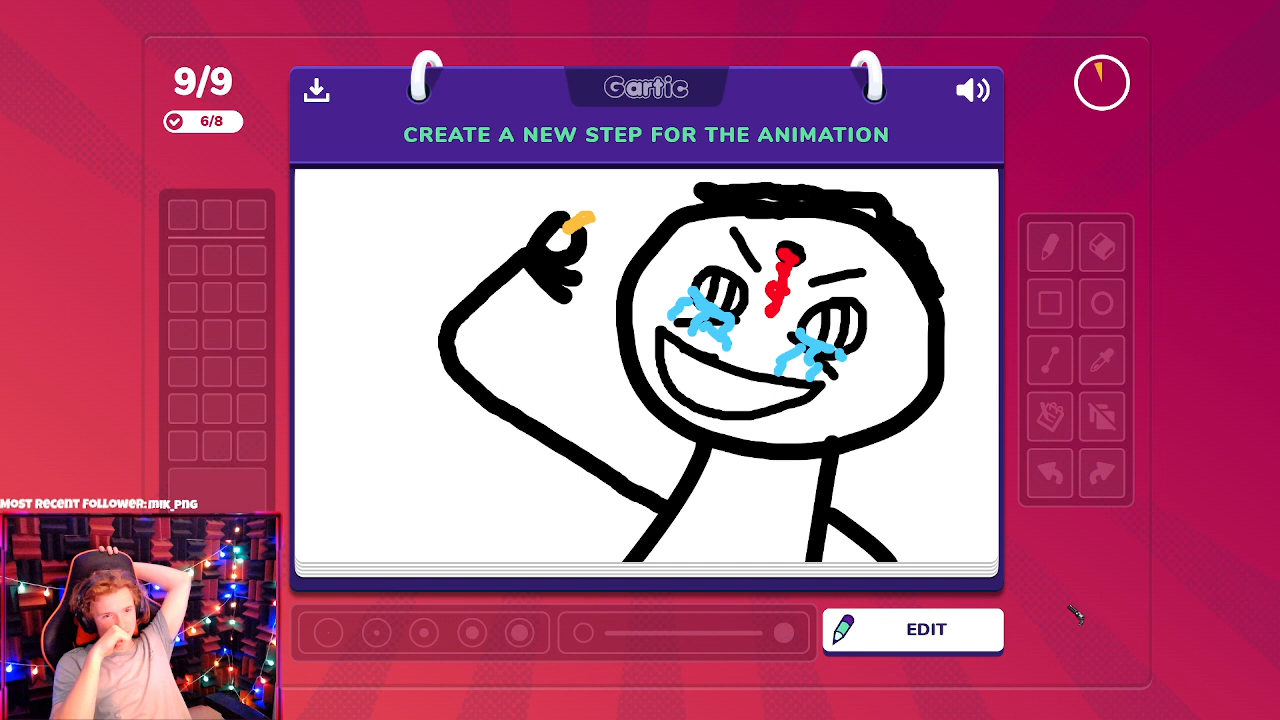 9/9
6/8
Gartic
CREATE A NEW STEP FOR THE ANIMATION
EDIT
MOST RECENT FOLLOWER: mik_png